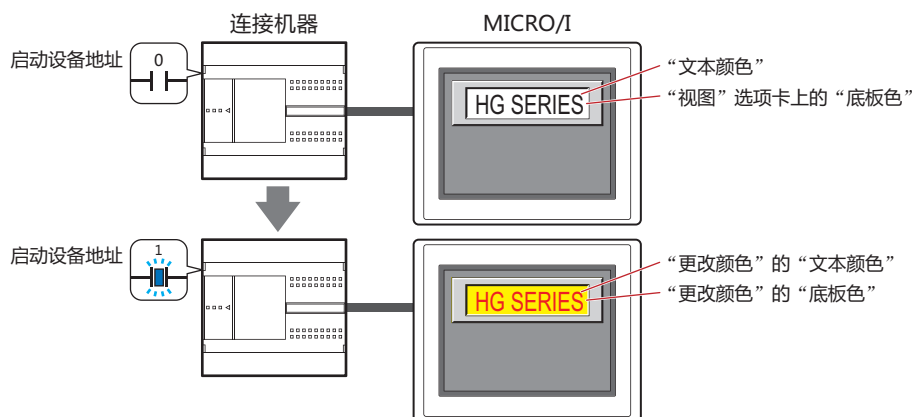 连接机器
MICRO/I
启动设备地址
0
HG SERIES
“文本颜色”
“视图”选项卡上的“底板色”
启动设备地址
1
HG SERIES
“更改颜色”的“文本颜色”
“更改颜色”的“底板色”